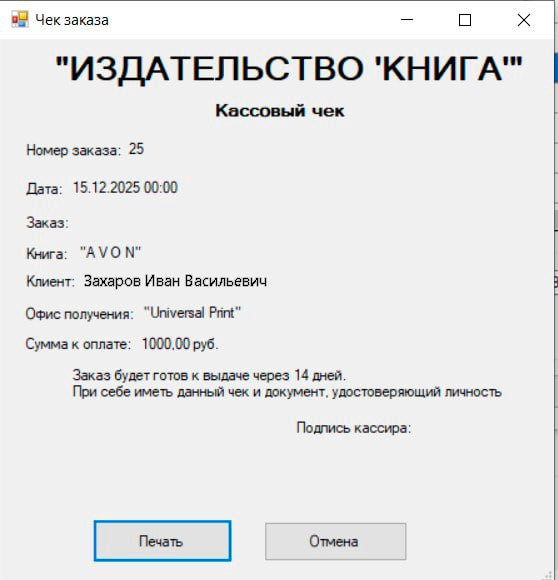 Чек заказа
"ИЗДАТЕЛЬСТВО 'КНИГА'"
Кассовый чек
Номер заказа: 25
Дата: 15.12.2025 00:00
Заказ:
Книга: "A V O N"
Клиент: Захаров Иван Васильевич
Офис получения: "Universal Print"
Сумма к оплате: 1000,00 руб.
Заказ будет готов к выдаче через 14 дней.
При себе иметь данный чек и документ, удостоверяющий личность
Подпись кассира:
Печать Отмена